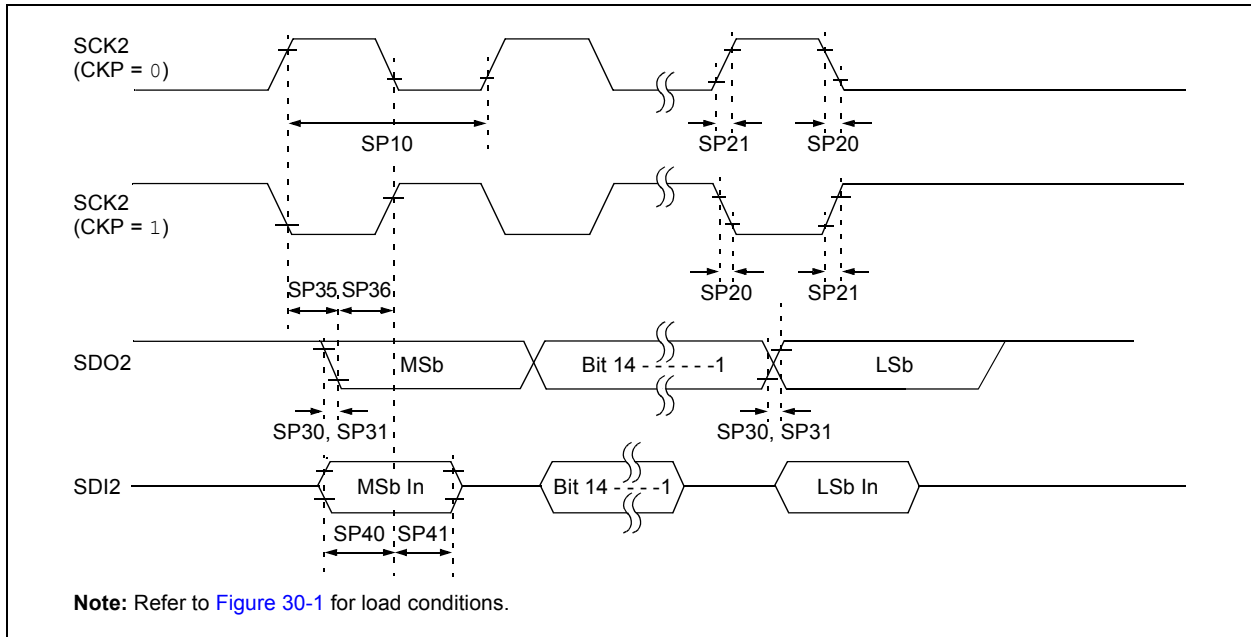 SCK2
(CKP = 0)
SP10
SP21
SP20
SCK2
(CKP = 1)
SP35
SP36
SP20
SP21
SDO2
MSb
Bit 14 - - - - - -1
LSb
SP30, SP31
SP30, SP31
SDI2
MSb In
Bit 14 - - - -1
LSb In
SP40
SP41
Note: Refer to Figure 30-1 for load conditions.